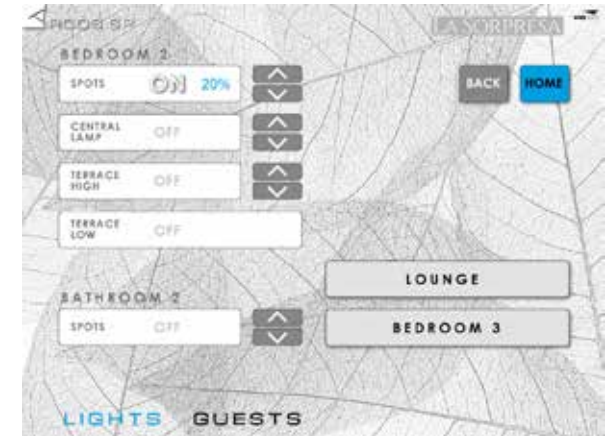 LA SORPRESA
BEDROOM 2
SPOTS ON 20%
BACK HOME
CENTRAL
LAMP OFF
TERRACE
HIGH OFF
TERRACE
LOW OFF
LOUNGE
BATHROOM 2
SPOTS OFF
BEDROOM 3
LIGHTS GUESTS